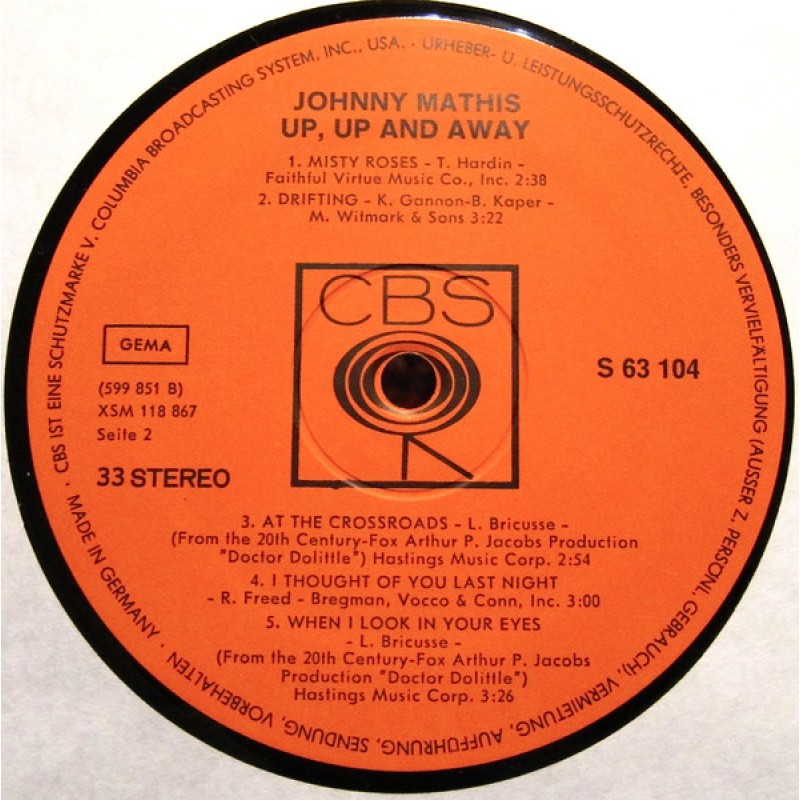 JOHNNY MATHIS
UP, UP AND AWAY
1. MISTY ROSES - T. Hardin -
Faithful Virtue Music Co., Inc. 2:38
2. DRIFTING - K. Gannon-B. Kaper -
M. Witmark & Sons 3:22
CBS
GEMA
(599 851 B)
XSM 118 867
Seite 2
33 STEREO
S 63 104
3. AT THE CROSSROADS - L. Bricusse -
(From the 20th Century-Fox Arthur P. Jacobs Production
"Doctor Dolittle") Hastings Music Corp. 2:54
4. I THOUGHT OF YOU LAST NIGHT
- R. Freed - Bregman, Vocco & Conn, Inc. 3:00
5. WHEN I LOOK IN YOUR EYES
- L. Bricusse -
(From the 20th Century-Fox Arthur P. Jacobs
Production "Doctor Dolittle")
Hastings Music Corp. 3:26
· CBS IST EINE SCHUTZMARKE V. COLUMBIA BROADCASTING SYSTEM, INC., USA. · URHEBER- U. LEISTUNGSSCHUTZRECHTE, BESONDERS VERVIELFÄLTIGUNG (AUSSER Z. PERSÖNL. GEBRAUCH), VERMIETUNG, AUFFÜHRUNG, SENDUNG, VORBEHALTEN · MADE IN GERMANY ·